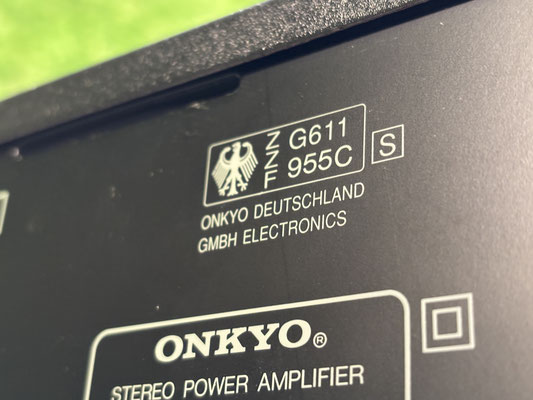 Z G611
Z
F 955C
S
ONKYO DEUTSCHLAND
GMBH ELECTRONICS
ONKYO®
STEREO POWER AMPLIFIER